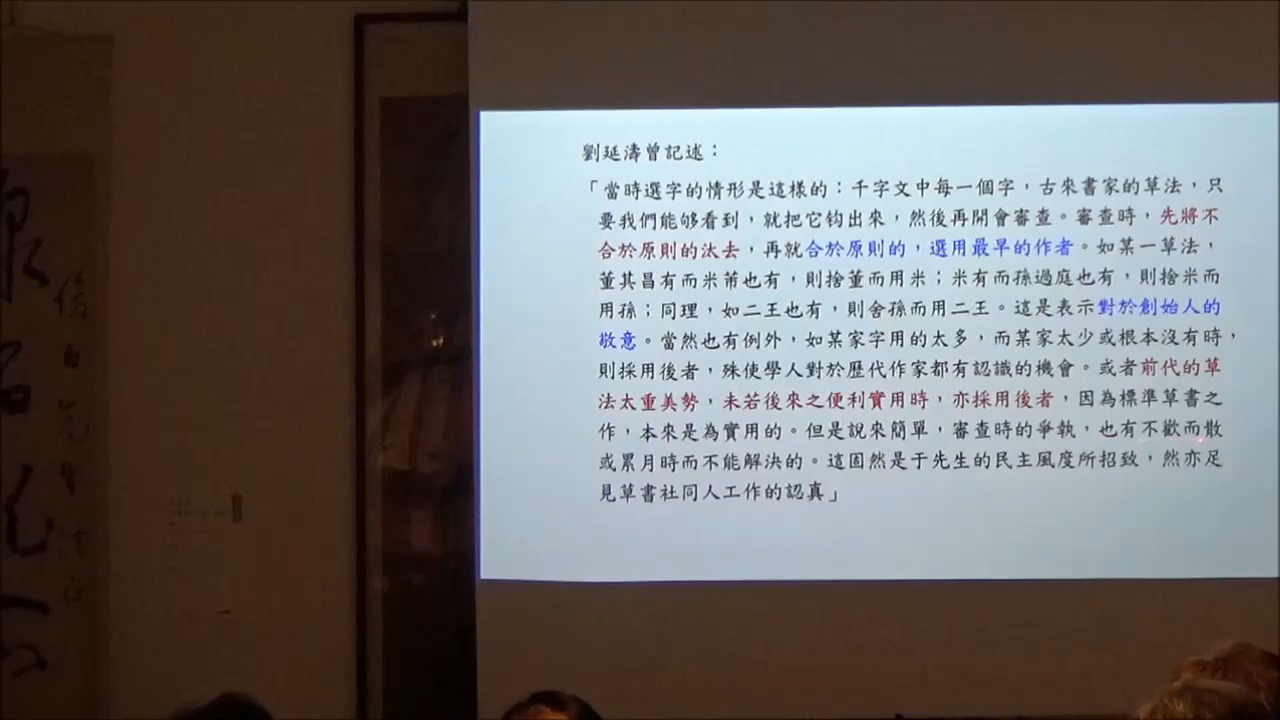 劉延濤曾記述：
「當時選字的情形是這樣的：千字文中每一個字，古來書家的草法，只
要我們能够看到，就把它钩出來，然後再開會審查。審查時，先將不
合於原則的汰去，再就合於原則的，選用最早的作者。如某一草法，
董其昌有而米芾也有，則捨董而用米；米有而孫過庭也有，則捨米而
用孫；同理，如二王也有，則舍孫而用二王。這是表示對於創始人的
敬意。當然也有例外，如某家字用的太多，而某家太少或根本沒有時，
則採用後者，殊使學人對於歷代作家都有認識的機會。或者前代的草
法太重美勢，未若後來之便利實用時，亦採用後者，因為標準草書之
作，本來是為實用的。但是說來簡單，審查時的爭執，也有不歡而散
或累月時而不能解決的。這固然是于先生的民主風度所招致，然亦足
見草書社同人工作的認真」